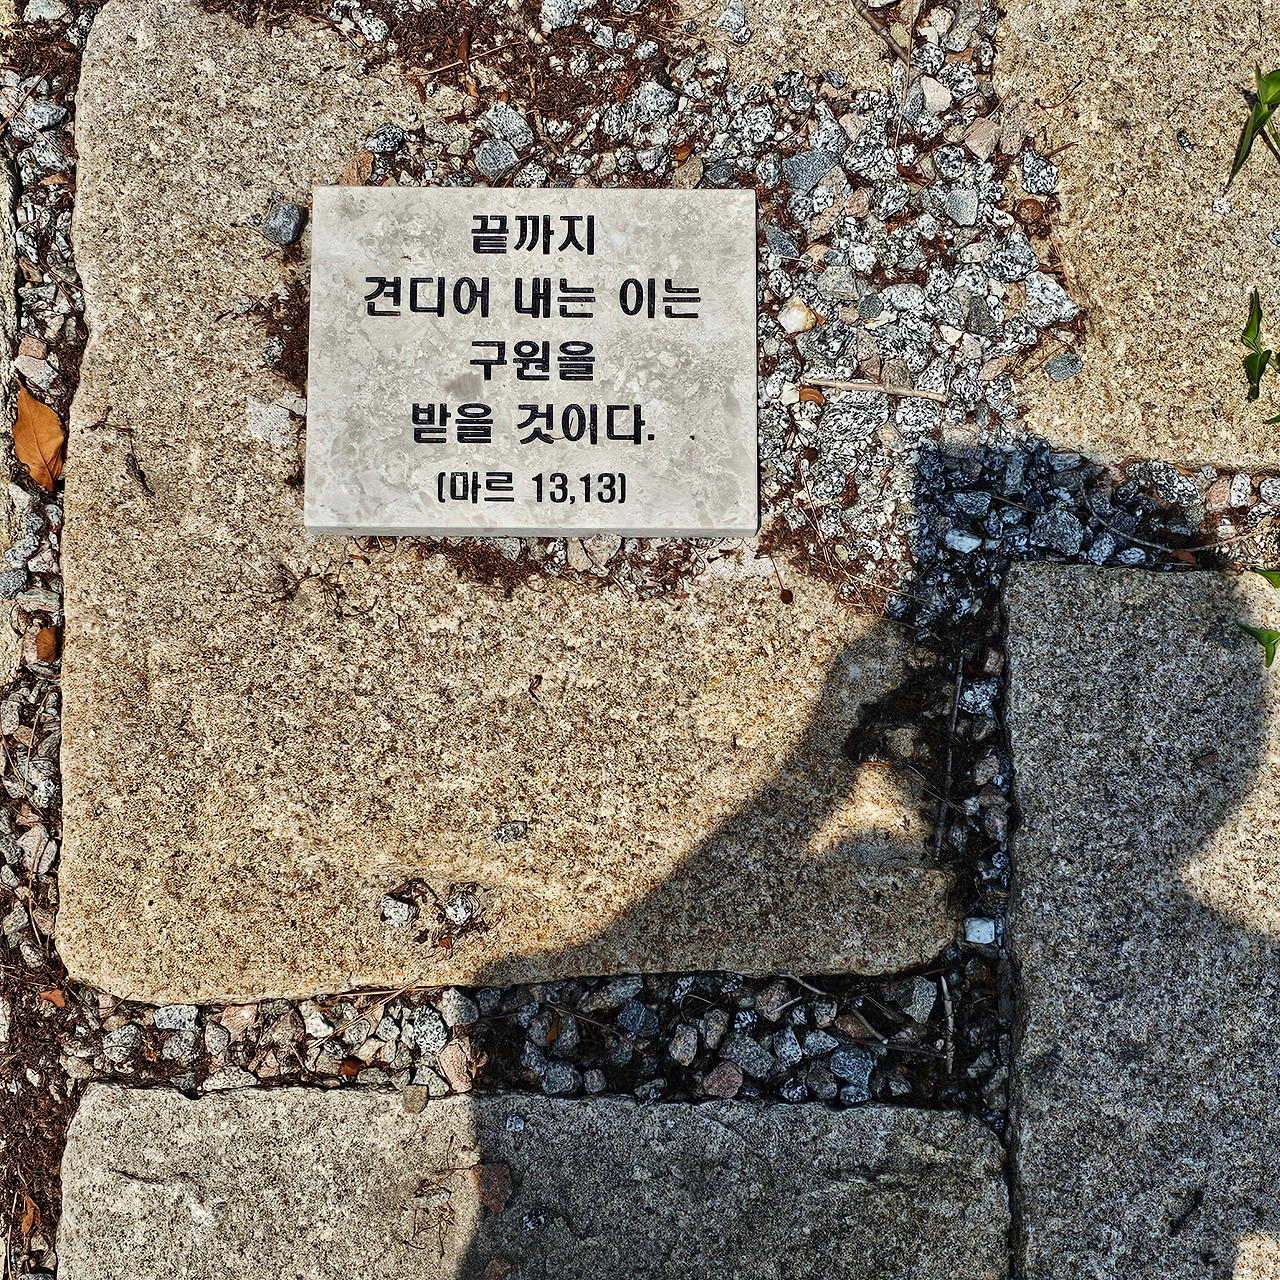 끝까지
견디어 내는 이는
구원을
받을 것이다.
(마르 13,13)